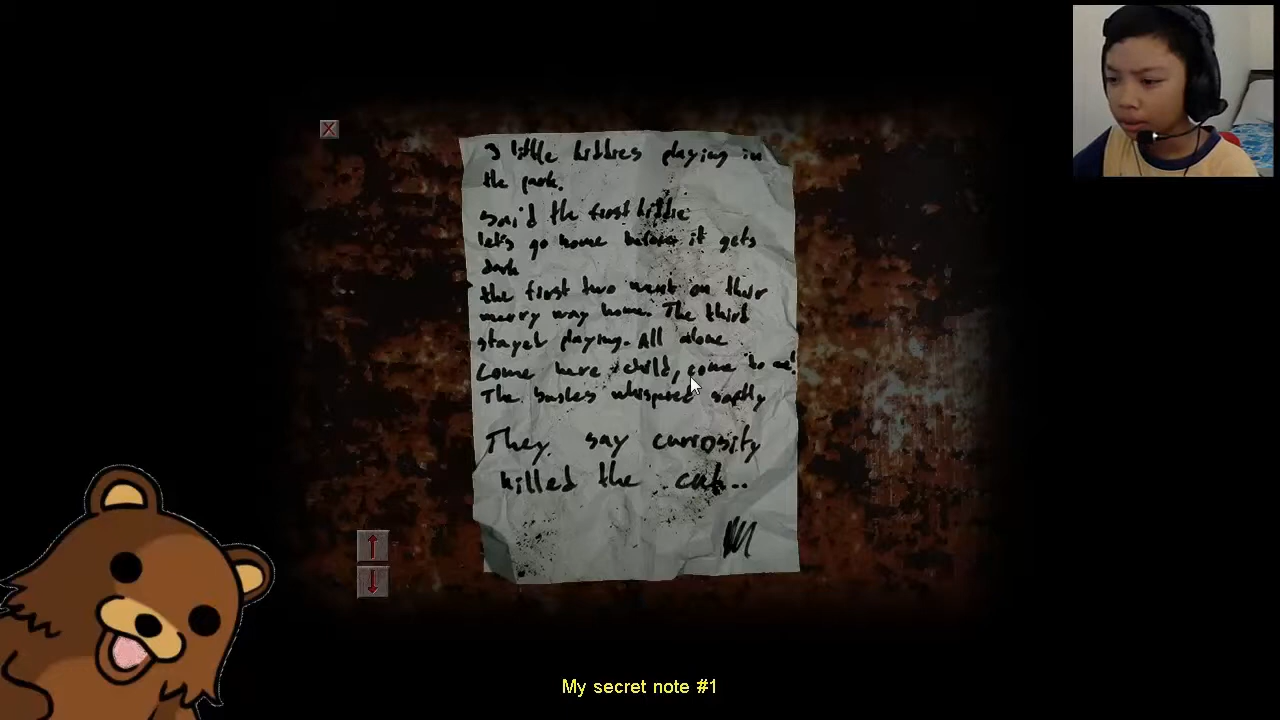 3 little kitties playing in
the park.
said the first kittie
let's go home before it gets
dark
the first two went on their
merry way home. The third
stayed playing. All alone
Come here child, come to me!
The bushes whispered softly
They say curiosity
killed the cat..
My secret note #1